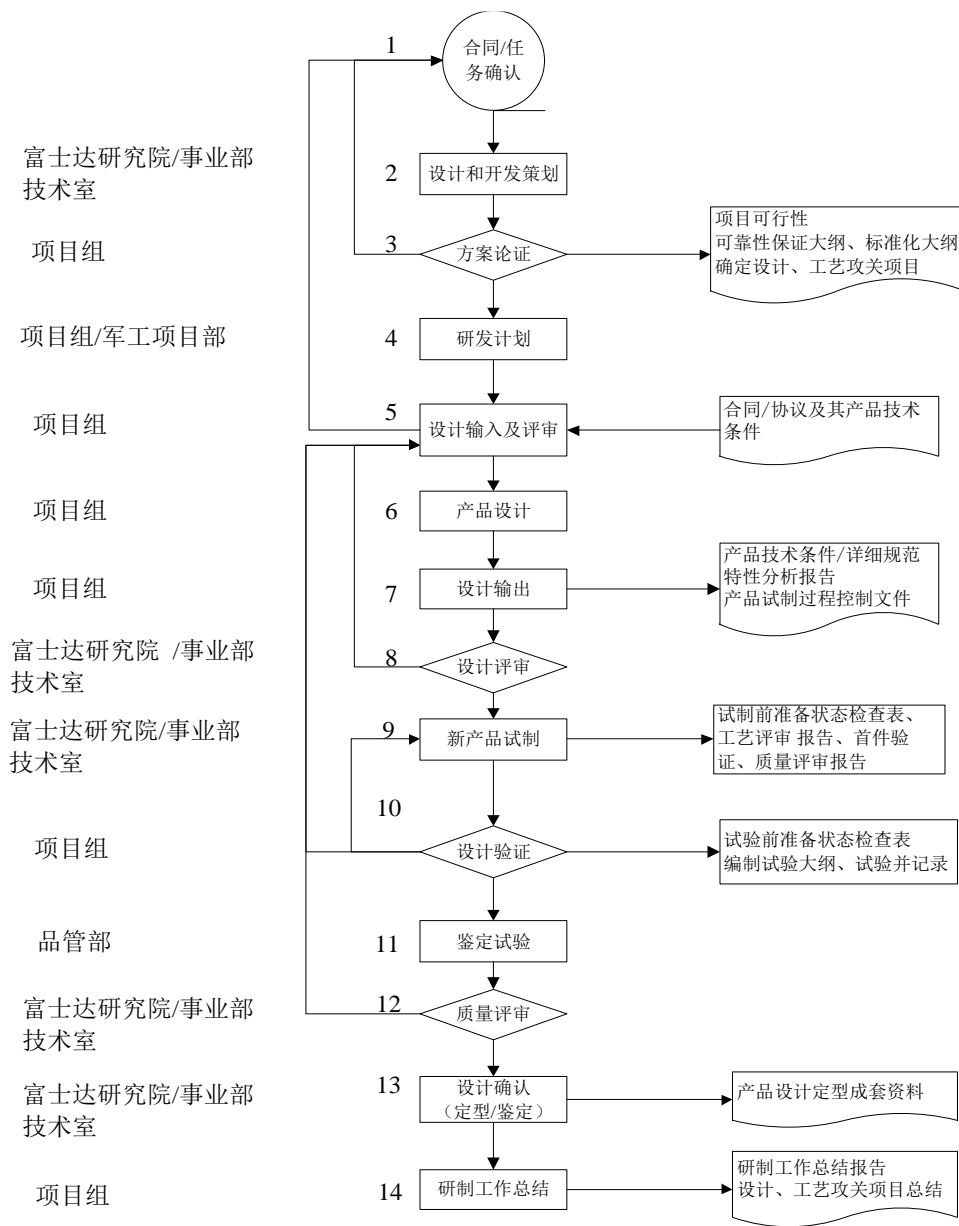 1
合同/任
务确认
富士达研究院/事业部
技术室
2
设计和开发策划
项目组
3
方案论证
项目可行性
可靠性保证大纲、标准化大纲
确定设计、工艺攻关项目
项目组/军工项目部
4
研发计划
项目组
5
设计输入及评审
合同/协议及其产品技术
条件
项目组
6
产品设计
项目组
7
设计输出
产品技术条件/详细规范
特性分析报告
产品试制过程控制文件
富士达研究院 /事业部
技术室
8
设计评审
富士达研究院/事业部
技术室
9
新产品试制
试制前准备状态检查表、
工艺评审 报告、首件验
证、质量评审报告
10
项目组
设计验证
试验前准备状态检查表
编制试验大纲、试验并记录
品管部
11
鉴定试验
富士达研究院/事业部
技术室
12
质量评审
富士达研究院/事业部
技术室
13
设计确认
（定型/鉴定）
产品设计定型成套资料
项目组
14
研制工作总结
研制工作总结报告
设计、工艺攻关项目总结